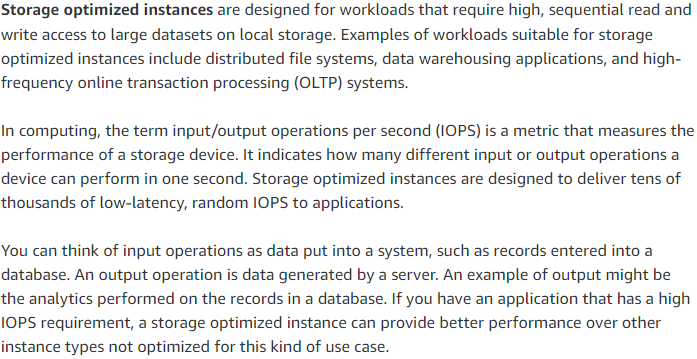 Storage optimized instances are designed for workloads that require high, sequential read and
write access to large datasets on local storage. Examples of workloads suitable for storage
optimized instances include distributed file systems, data warehousing applications, and high-
frequency online transaction processing (OLTP) systems.
In computing, the term input/output operations per second (IOPS) is a metric that measures the
performance of a storage device. It indicates how many different input or output operations a
device can perform in one second. Storage optimized instances are designed to deliver tens of
thousands of low-latency, random IOPS to applications.
You can think of input operations as data put into a system, such as records entered into a
database. An output operation is data generated by a server. An example of output might be
the analytics performed on the records in a database. If you have an application that has a high
IOPS requirement, a storage optimized instance can provide better performance over other
instance types not optimized for this kind of use case.